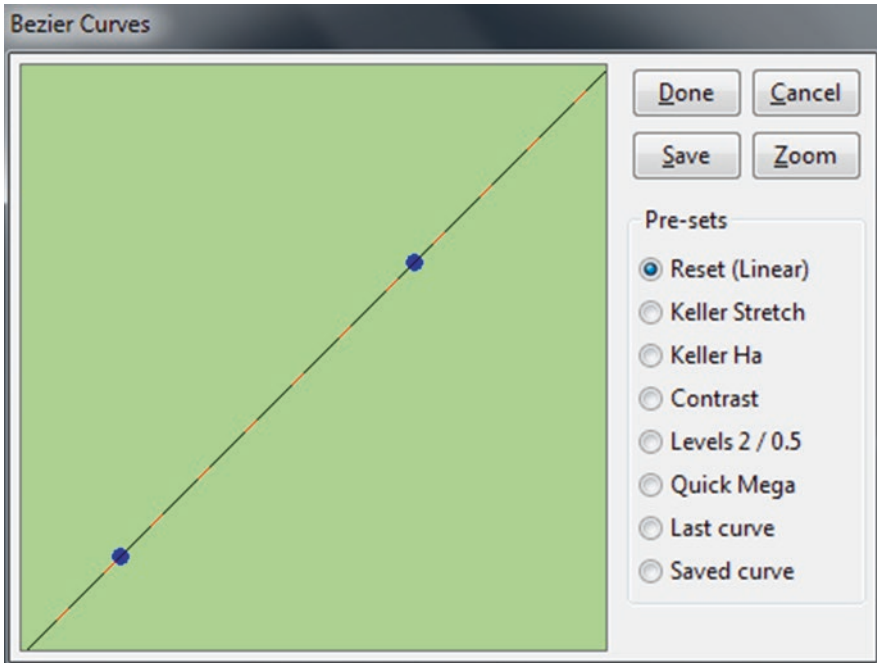 Bezier Curves
Done
Cancel
Save
Zoom
Pre-sets
Reset (Linear)
Keller Stretch
Keller Ha
Contrast
Levels 2 / 0.5
Quick Mega
Last curve
Saved curve